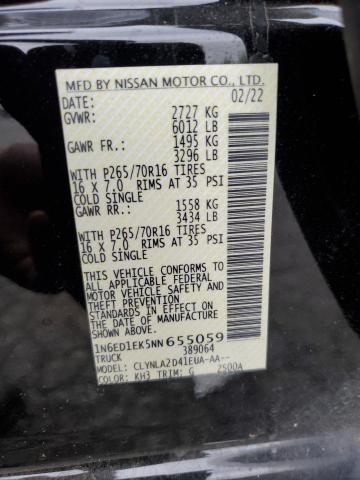 MFD BY NISSAN MOTOR CO., LTD.
DATE: 02/22
GVWR: 2727 KG
6012 LB
GAWR FR: 1495 KG
3296 LB
WITH P265/70R16 TIRES
16 X 7.0 RIMS AT 35 PSI
COLD SINGLE
GAWR RR: 1558 KG
3434 LB
WITH P265/70R16 TIRES
16 X 7.0 RIMS AT 35 PSI
COLD SINGLE
THIS VEHICLE CONFORMS TO
ALL APPLICABLE FEDERAL
MOTOR VEHICLE SAFETY AND
THEFT PREVENTION
STANDARDS IN EFFECT ON THE
DATE OF MANUFACTURE
1N6ED1EK5NN655059
TRUCK 389064
MODEL: CLYNLA2D41EUA-AA--
COLOR: KH3 TRIM: G 2500A